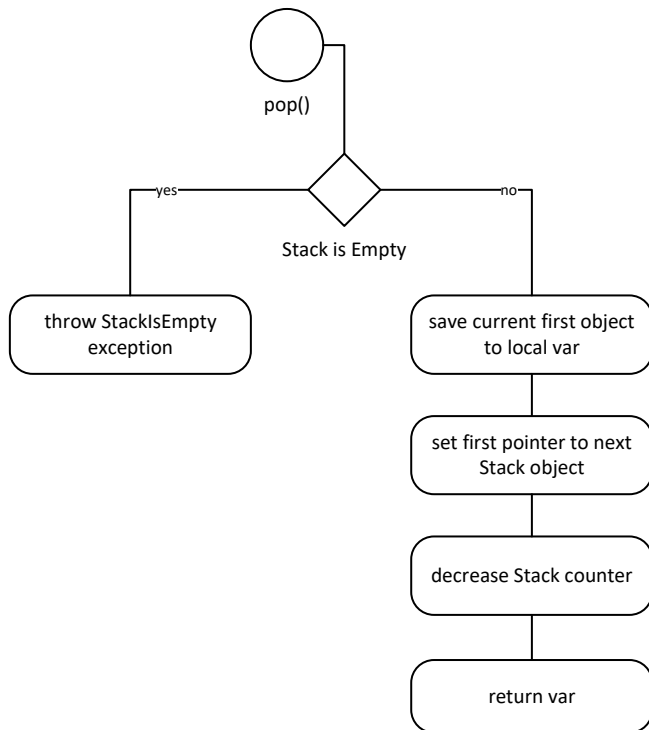 pop()
yes
no
Stack is Empty
throw StackIsEmpty
exception
save current first object
to local var
set first pointer to next
Stack object
decrease Stack counter
return var